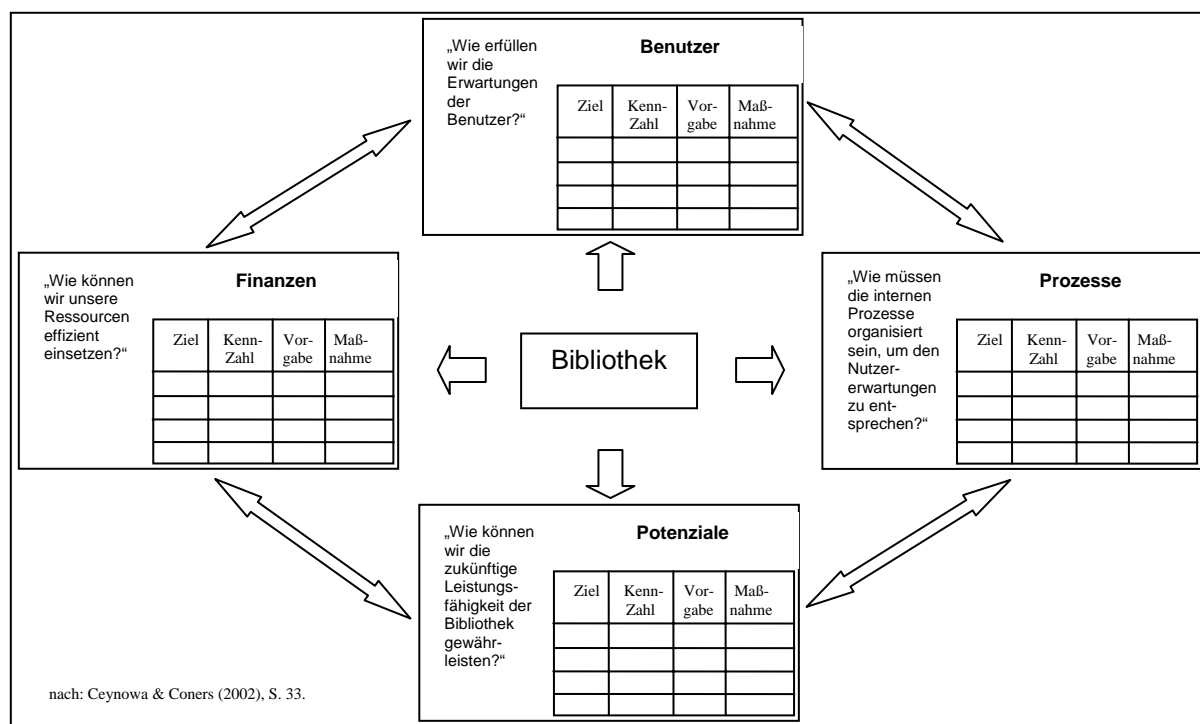 „Wie erfüllen
wir die
Erwartungen
der
Benutzer?“
Benutzer
Ziel Kenn- Vor- Maß-
Zahl gabe nahme
„Wie können
wir unsere
Ressourcen
effizient
einsetzen?“
Finanzen
Ziel Kenn- Vor- Maß-
Zahl gabe nahme
Bibliothek
„Wie müssen
die internen
Prozesse
organisiert
sein, um den
Nutzer-
erwartungen
zu ent-
sprechen?“
Prozesse
Ziel Kenn- Vor- Maß-
Zahl gabe nahme
„Wie können
wir die
zukünftige
Leistungs-
fähigkeit der
Bibliothek
gewähr-
leisten?“
Potenziale
Ziel Kenn- Vor- Maß-
Zahl gabe nahme
nach: Ceynowa & Coners (2002), S. 33.